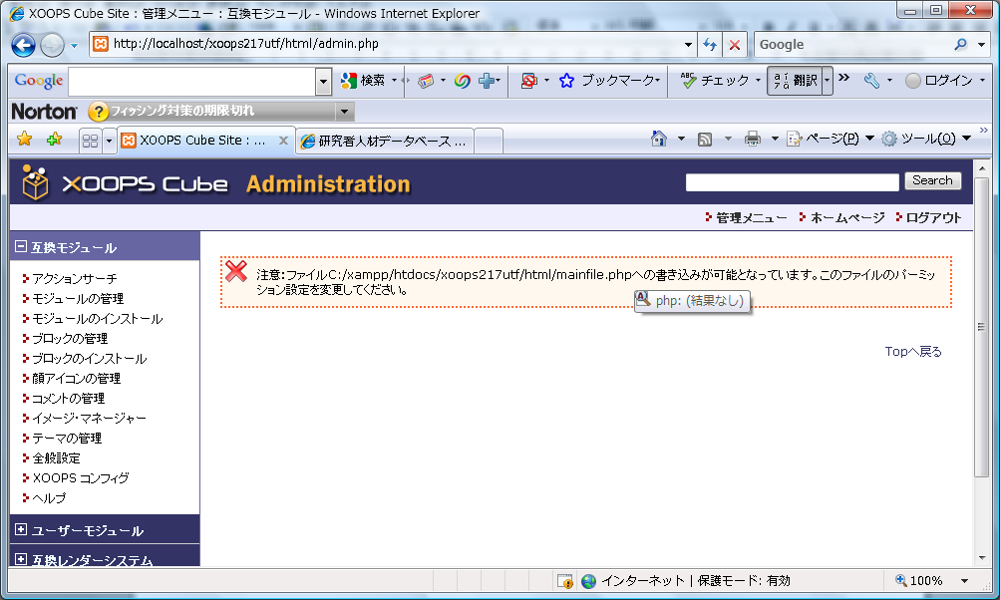 XOOPS Cube Site : 管理メニュー : 互換モジュール - Windows Internet Explorer
http://localhost/xoops217utf/html/admin.php
Google
Google 検索 ブックマーク チェック 翻訳 » ログイン
Norton フィッシング対策の期限切れ
XOOPS Cube Site : ... 研究者人材データベース ... ページ(P) ツール(O) »
XOOPS Cube Administration Search
管理メニュー ホームページ ログアウト
互換モジュール
アクションサーチ
モジュールの管理
モジュールのインストール
ブロックの管理
ブロックのインストール
顔アイコンの管理
コメントの管理
イメージ・マネージャー
テーマの管理
全般設定
XOOPS コンフィグ
ヘルプ
ユーザーモジュール
互換レンダーシステム
注意:ファイルC:/xampp/htdocs/xoops217utf/html/mainfile.phpへの書き込みが可能となっています。このファイルのパーミッ
ション設定を変更してください。
php: (結果なし)
Topへ戻る
インターネット | 保護モード: 有効 100%